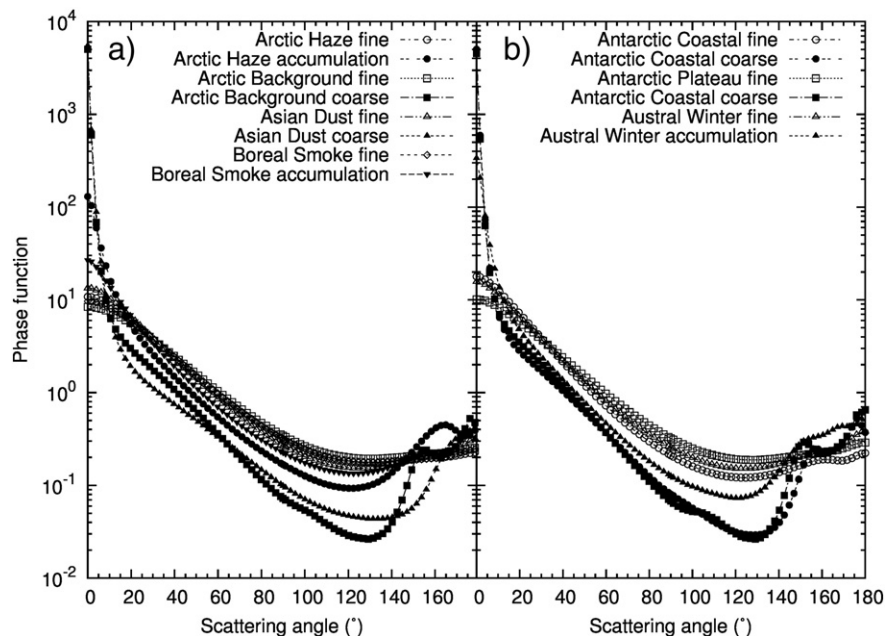 a)
Arctic Haze fine
Arctic Haze accumulation
Arctic Background fine
Arctic Background coarse
Asian Dust fine
Asian Dust coarse
Boreal Smoke fine
Boreal Smoke accumulation
b)
Antarctic Coastal fine
Antarctic Coastal coarse
Antarctic Plateau fine
Antarctic Coastal coarse
Austral Winter fine
Austral Winter accumulation
Phase function
10^4
10^3
10^2
10^1
10^0
10^-1
10^-2
0 20 40 60 80 100 120 140 160
0 20 40 60 80 100 120 140 160 180
Scattering angle (°)
Scattering angle (°)